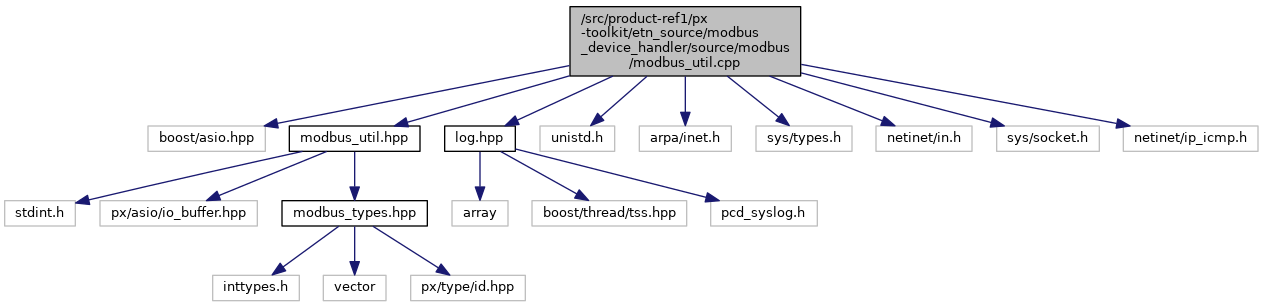 /src/product-ref1/px
-toolkit/etn_source/modbus
_device_handler/source/modbus
/modbus_util.cpp
boost/asio.hpp
modbus_util.hpp
log.hpp
unistd.h
arpa/inet.h
sys/types.h
netinet/in.h
sys/socket.h
netinet/ip_icmp.h
stdint.h
px/asio/io_buffer.hpp
modbus_types.hpp
array
boost/thread/tss.hpp
pcd_syslog.h
inttypes.h
vector
px/type/id.hpp